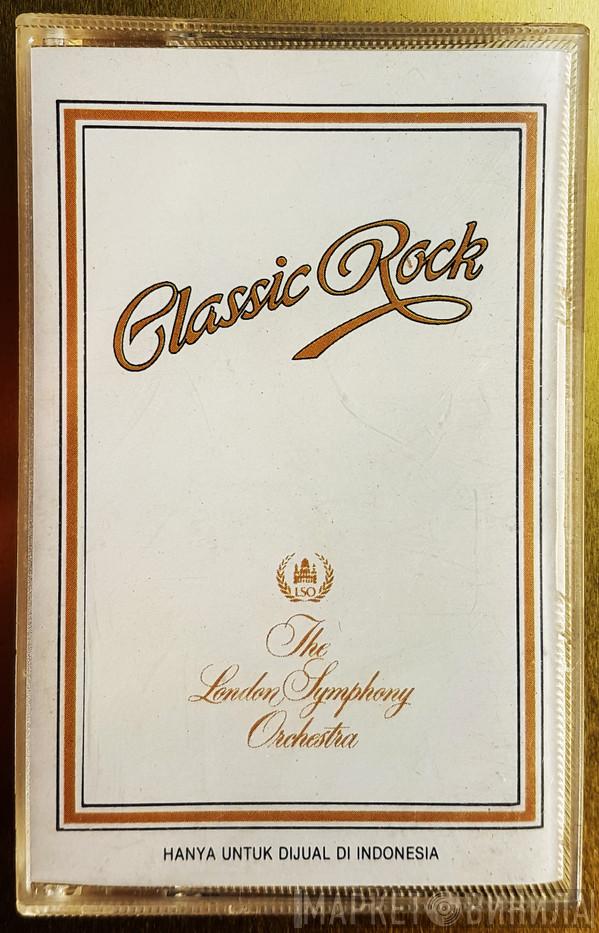 Classic Rock
LSO
The
London Symphony
Orchestra
HANYA UNTUK DIJUAL DI INDONESIA
МАРКЕТ ВИНИЛА